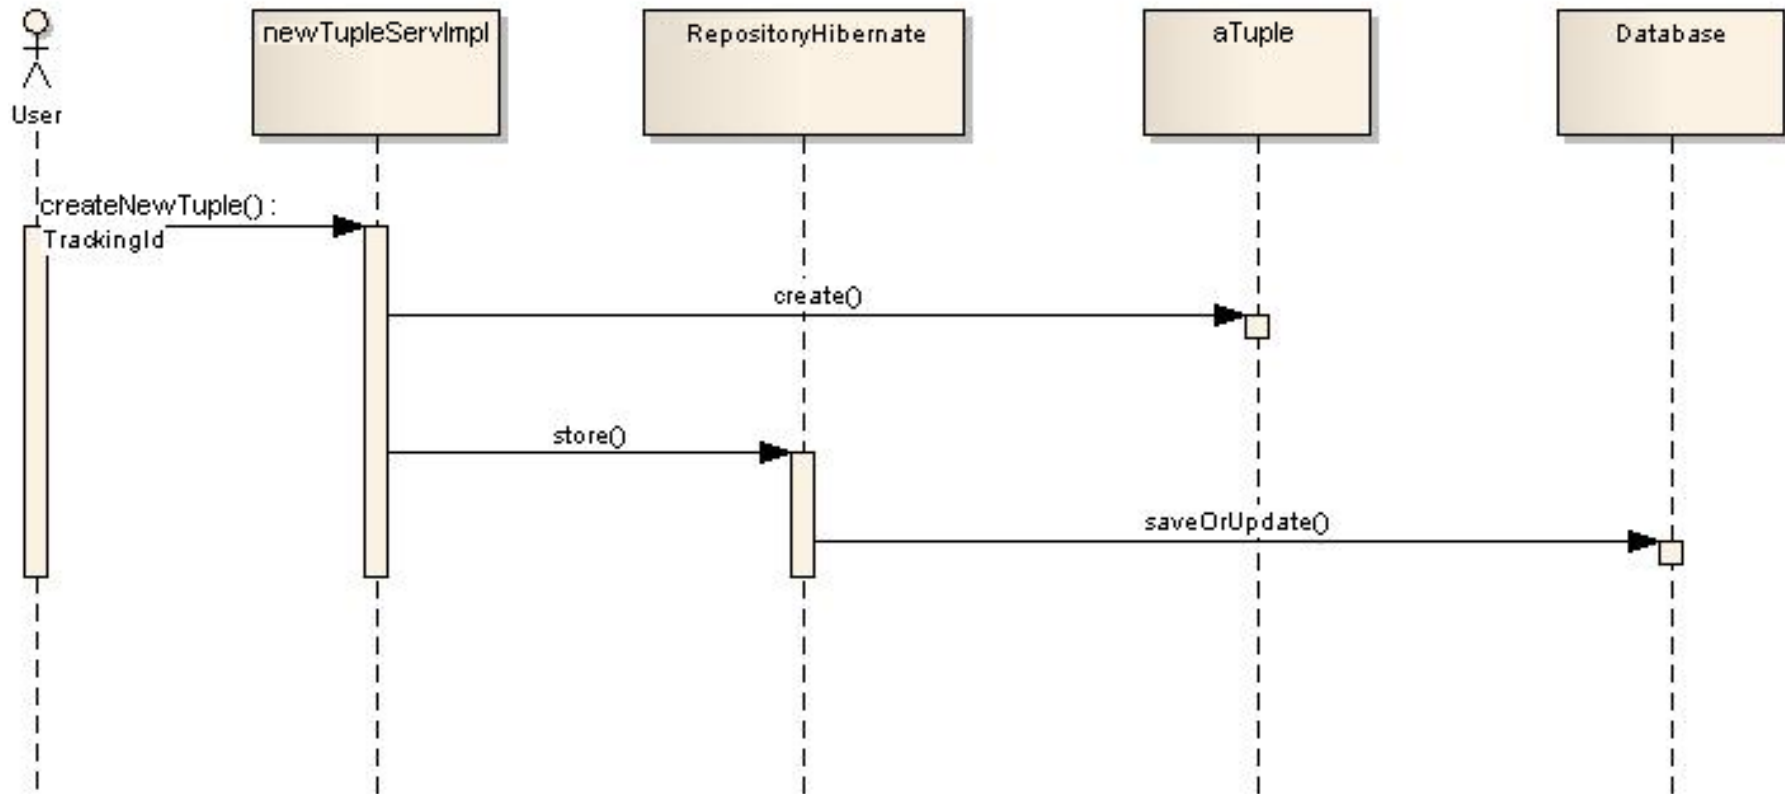 newTupleServImpl
RepositoryHibernate
aTuple
Database
User
createNewTuple() :
TrackingId
create()
store()
saveOrUpdate()